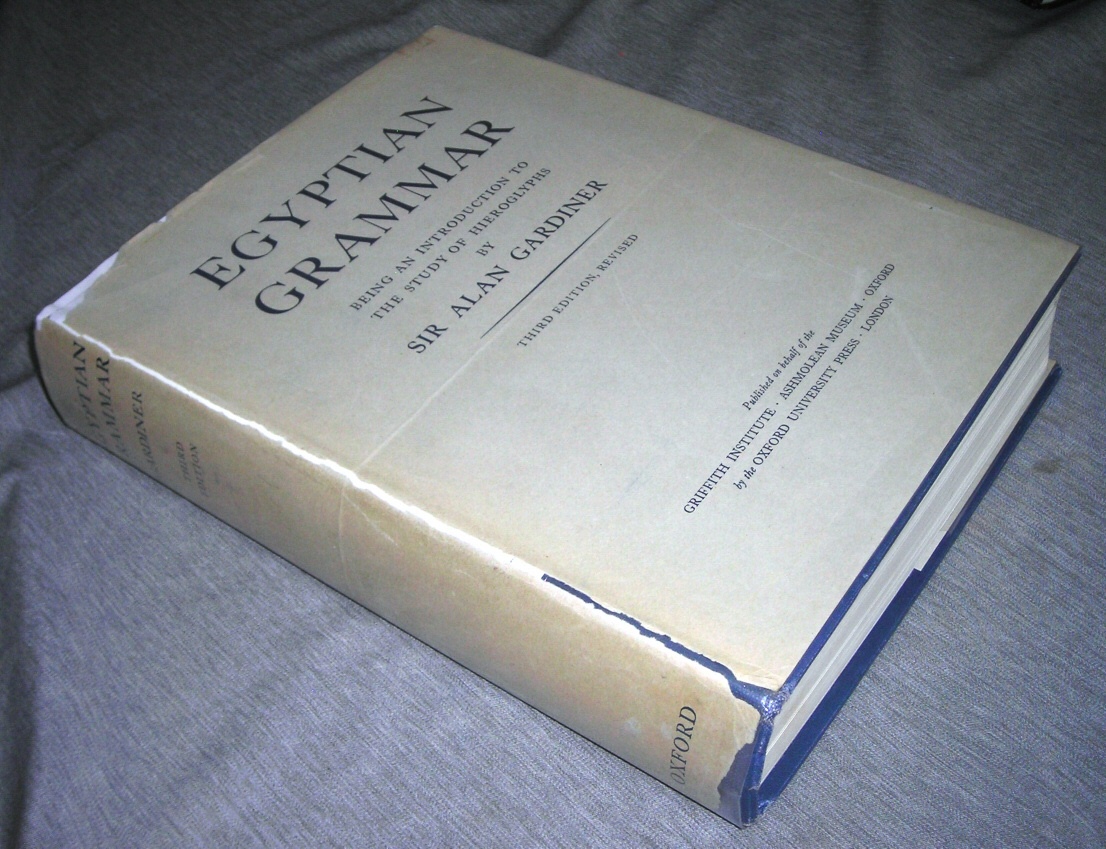 EGYPTIAN
GRAMMAR
BEING AN INTRODUCTION TO
THE STUDY OF HIEROGLYPHS
BY
SIR ALAN GARDINER
THIRD EDITION, REVISED
Published on behalf of the
GRIFFITH INSTITUTE · ASHMOLEAN MUSEUM · OXFORD
by the OXFORD UNIVERSITY PRESS · LONDON
EGYPTIAN
GRAMMAR
GARDINER
THIRD
EDITION
OXFORD